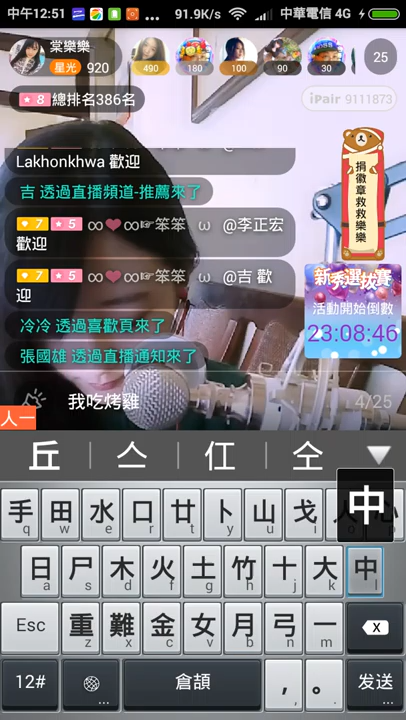 中午12:51 ... 91.9K/s 中華電信 4G
棠樂樂
星光 920
490
180
100
90
30
25
8 總排名386名
iPair 9111873
Lakhonkhwa 歡迎
吉 透過直播頻道-推薦來了
7 5 ∞❤∞☞笨笨 ω @李正宏
歡迎
7 5 ∞❤∞☞笨笨 ω @吉 歡
迎
冷冷 透過喜歡頁來了
張國雄 透過直播通知來了
捐徽章救救樂樂
新秀選拔賽
活動開始倒數
23:08:46
我吃烤雞
4/25
人一
丘 亼 仜 仝
中
手 田 水 口 廿 卜 山 戈 人 心
q w e r t y u i
日 尸 木 火 土 竹 十 大 中
a s d f g h j k l
Esc 重 難 金 女 月 弓 一
z x c v b n m
12# 倉頡 , 。 发送